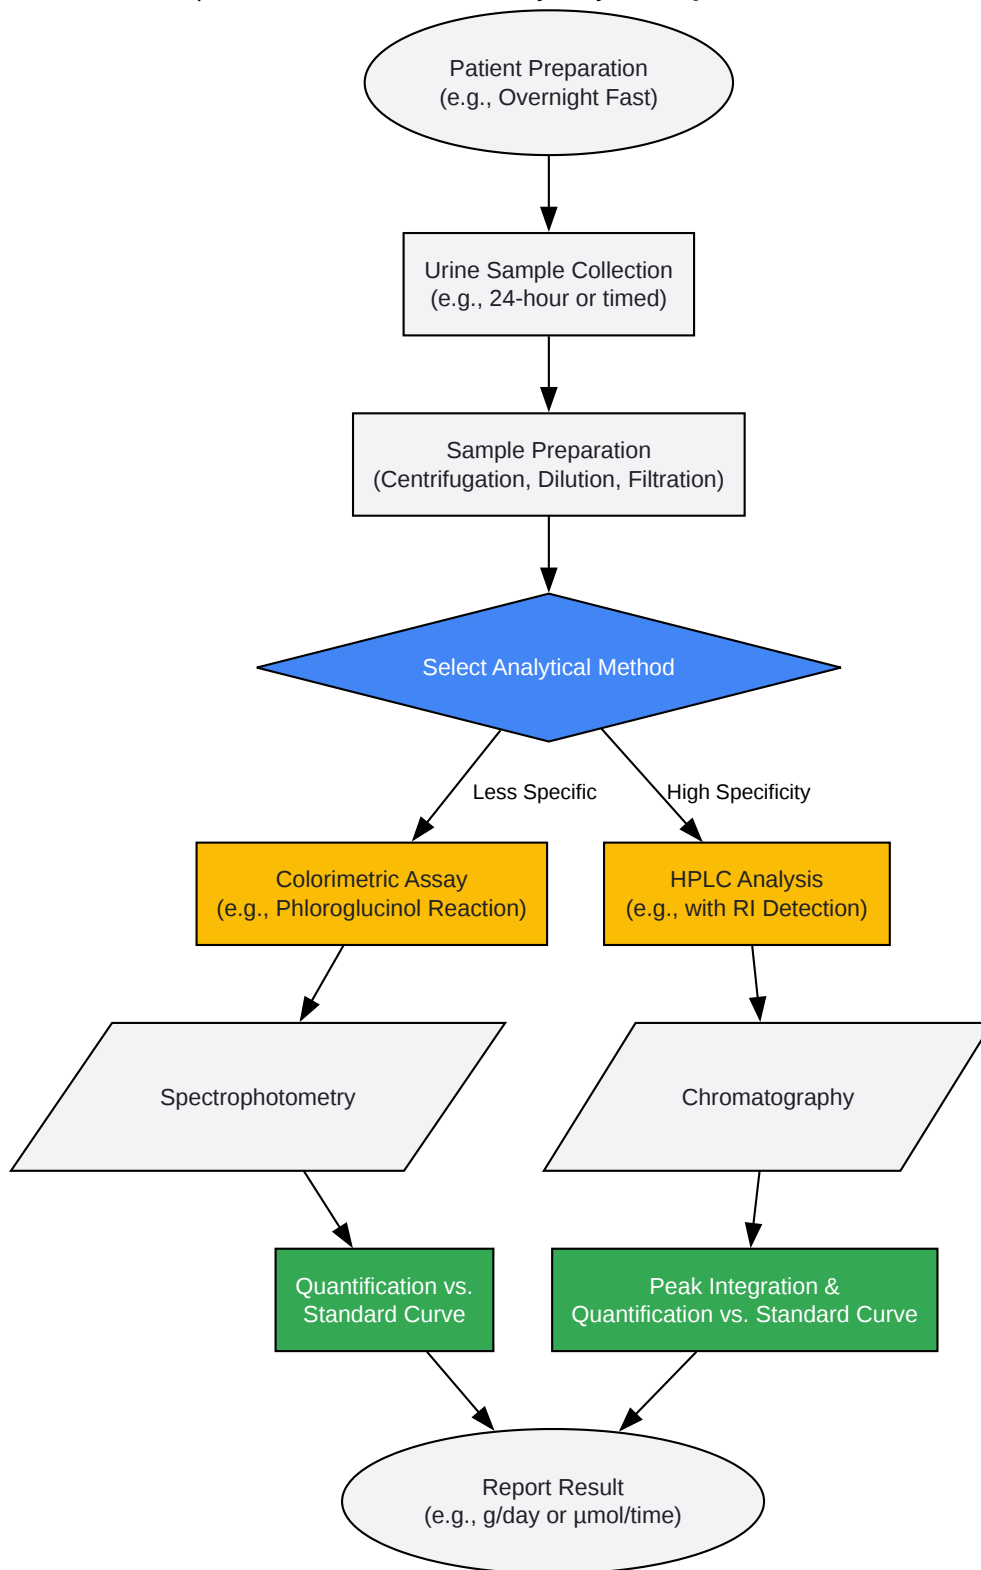 Patient Preparation
(e.g., Overnight Fast)
Urine Sample Collection
(e.g., 24-hour or timed)
Sample Preparation
(Centrifugation, Dilution, Filtration)
Select Analytical Method
Less Specific
High Specificity
Colorimetric Assay
(e.g., Phloroglucinol Reaction)
HPLC Analysis
(e.g., with RI Detection)
Spectrophotometry
Chromatography
Quantification vs.
Standard Curve
Peak Integration &
Quantification vs. Standard Curve
Report Result
(e.g., g/day or µmol/time)